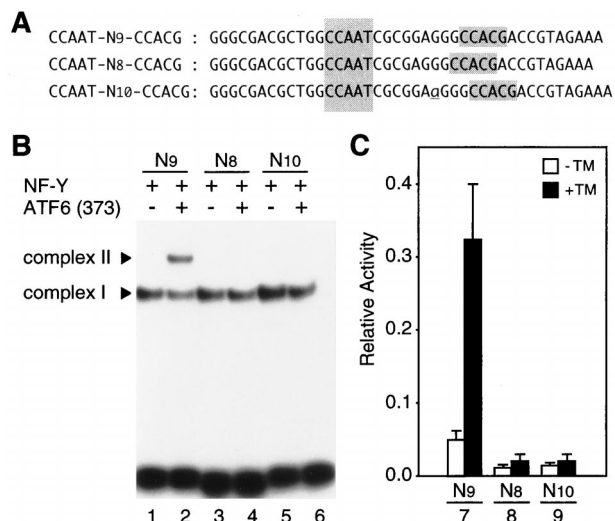 A
CCAAT-N9-CCACG : GGGCGACGCTGGCCAATCGCGGAGGGCCACGACCGTAGAAA
CCAAT-N8-CCACG : GGGCGACGCTGGCCAATCGCGAGGGCCACGACCGTAGAAA
CCAAT-N10-CCACG: GGGCGACGCTGGCCAATCGCGGAgGGGCCACGACCGTAGAAA
B
N9 N8 N10
NF-Y + + + + + +
ATF6 (373) - + - + - +
complex II
complex I
1 2 3 4 5 6
C
-TM
+TM
Relative Activity
0.4
0.3
0.2
0.1
0.0
N9 N8 N10
7 8 9